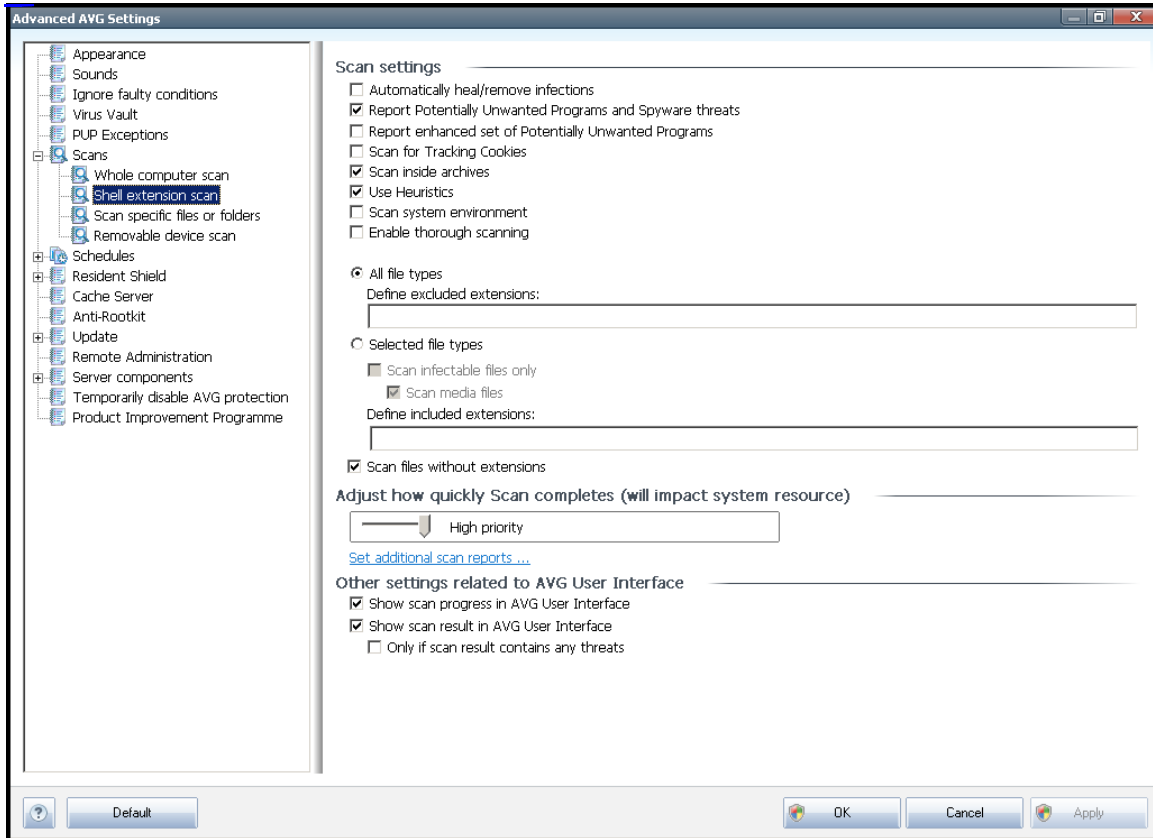 Advanced AVG Settings
Appearance
Sounds
Ignore faulty conditions
Virus Vault
PUP Exceptions
Scans
Whole computer scan
Shell extension scan
Scan specific files or folders
Removable device scan
Schedules
Resident Shield
Cache Server
Anti-Rootkit
Update
Remote Administration
Server components
Temporarily disable AVG protection
Product Improvement Programme
Scan settings
Automatically heal/remove infections
Report Potentially Unwanted Programs and Spyware threats
Report enhanced set of Potentially Unwanted Programs
Scan for Tracking Cookies
Scan inside archives
Use Heuristics
Scan system environment
Enable thorough scanning
All file types
Define excluded extensions:
Selected file types
Scan infectable files only
Scan media files
Define included extensions:
Scan files without extensions
Adjust how quickly Scan completes (will impact system resource)
High priority
Set additional scan reports ...
Other settings related to AVG User Interface
Show scan progress in AVG User Interface
Show scan result in AVG User Interface
Only if scan result contains any threats
?
Default
OK
Cancel
Apply